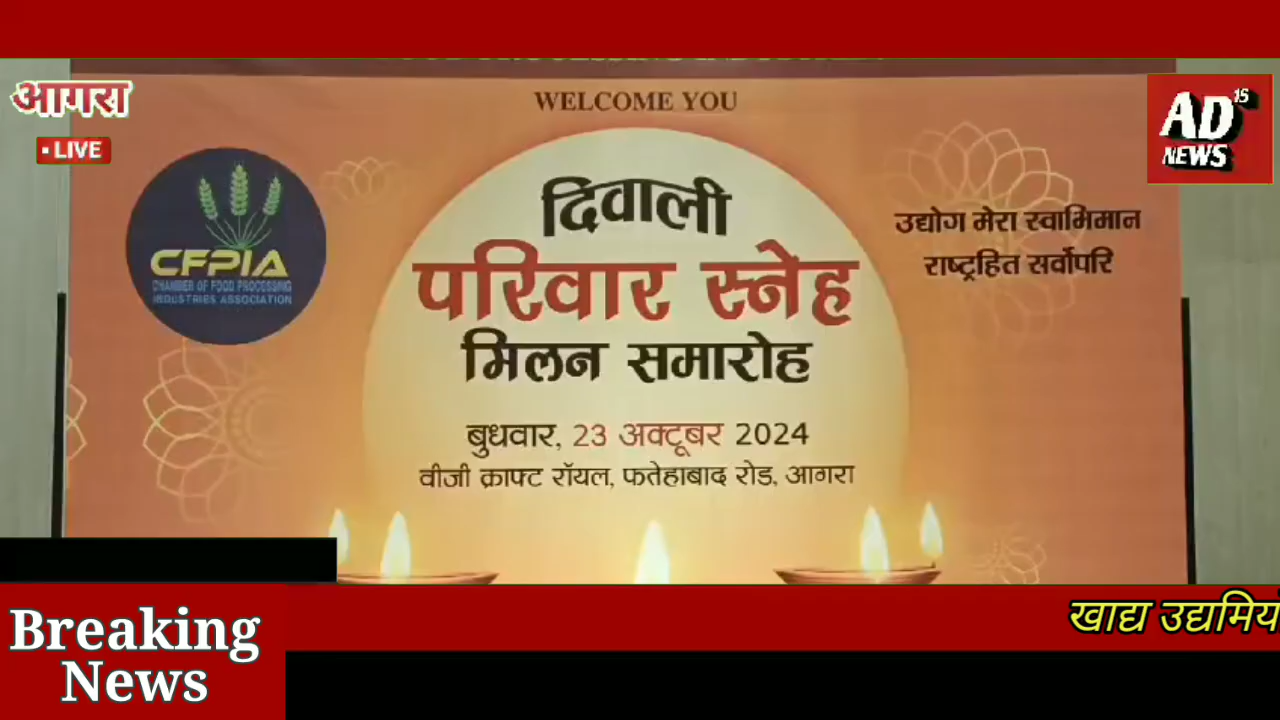 WELCOME YOU
आगरा
LIVE
AD 15
NEWS
CFPIA
CHAMBER OF FOOD PROCESSING
INDUSTRIES ASSOCIATION
दिवाली
परिवार स्नेह
मिलन समारोह
उद्योग मेरा स्वाभिमान
राष्ट्रहित सर्वोपरि
बुधवार, 23 अक्टूबर 2024
वीजी क्राफ्ट रॉयल, फतेहाबाद रोड, आगरा
खाद्य
Breaking
News